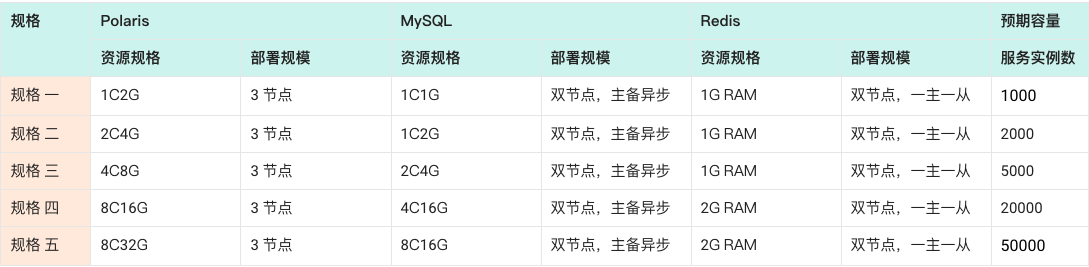 规格 Polaris MySQL Redis 预期容量
资源规格 部署规模 资源规格 部署规模 资源规格 部署规模 服务实例数
规格 一 1C2G 3 节点 1C1G 双节点，主备异步 1G RAM 双节点，一主一从 1000
规格 二 2C4G 3 节点 1C2G 双节点，主备异步 1G RAM 双节点，一主一从 2000
规格 三 4C8G 3 节点 2C4G 双节点，主备异步 1G RAM 双节点，一主一从 5000
规格 四 8C16G 3 节点 4C16G 双节点，主备异步 2G RAM 双节点，一主一从 20000
规格 五 8C32G 3 节点 8C16G 双节点，主备异步 2G RAM 双节点，一主一从 50000